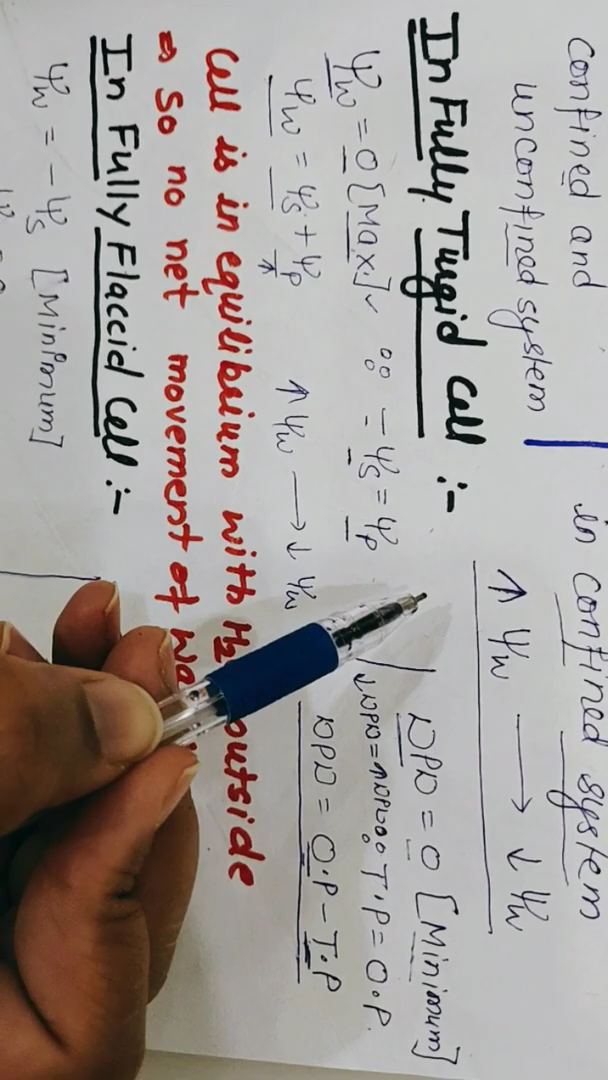 confined and
unconfined system
in confined system
↑ Ψw ⟶ ↓ Ψw
In Fully Turgid Cell :-
Ψw = 0 [Max.] ✓ ∵ -Ψs = Ψp
DPD = 0 [Minimum]
Ψw = Ψs + Ψp
↑ Ψw ⟶ ↓ Ψw
T.P = O.P.
DPD = O.P - T.P
Cell is in equilibrium with outside
⇒ So no net movement of
In Fully Flaccid Cell :-
Ψw = -Ψs [Minimum]